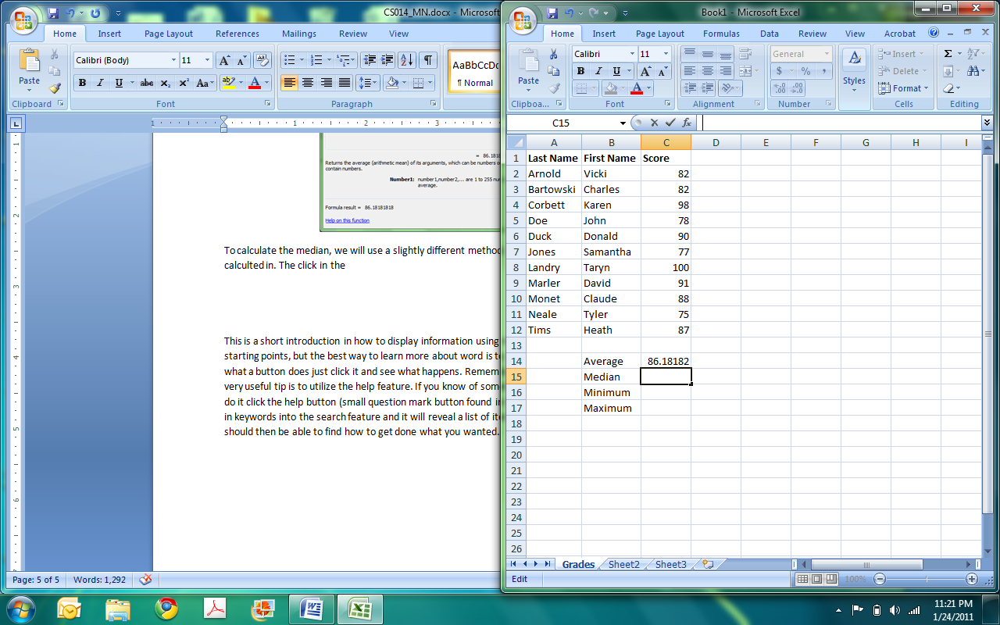 CS014_MN.docx - Microsoft
Home Insert Page Layout References Mailings Review View
Paste
Calibri (Body) 11
B I U abc x₂ x² Aa ab A
AaBbCcDc
¶ Normal
Clipboard Font Paragraph
1 1 2 3
= 86.1818
Returns the average (arithmetic mean) of its arguments, which can be numbers o
contain numbers.
Number1: number1,number2,... are 1 to 255 num
average.
Formula result = 86.18181818
Help on this function
To calculate the median, we will use a slightly different metho
calculted in. The click in the
This is a short introduction in how to display information using
starting points, but the best way to learn more about word is to
what a button does just click it and see what happens. Remem
very useful tip is to utilize the help feature. If you know of som
do it click the help button (small question mark button found in
in keywords into the search feature and it will reveal a list of ite
should then be able to find how to get done what you wanted.
Page: 5 of 5 Words: 1,292
Book1 - Microsoft Excel
Home Insert Page Layout Formulas Data Review View Acrobat
Paste
Calibri 11
General
Styles
Insert
Delete
Format
B I U
$ % ,
Clipboa... Font Alignment Number Cells Editing
C15 fx
A B C D E F G H I
1 Last Name First Name Score
2 Arnold Vicki 82
3 Bartowski Charles 82
4 Corbett Karen 98
5 Doe John 78
6 Duck Donald 90
7 Jones Samantha 77
8 Landry Taryn 100
9 Marler David 91
10 Monet Claude 88
11 Neale Tyler 75
12 Tims Heath 87
13
14 Average 86.18182
15 Median
16 Minimum
17 Maximum
18
19
20
21
22
23
24
25
26
Grades Sheet2 Sheet3
Edit 100%
11:21 PM
1/24/2011